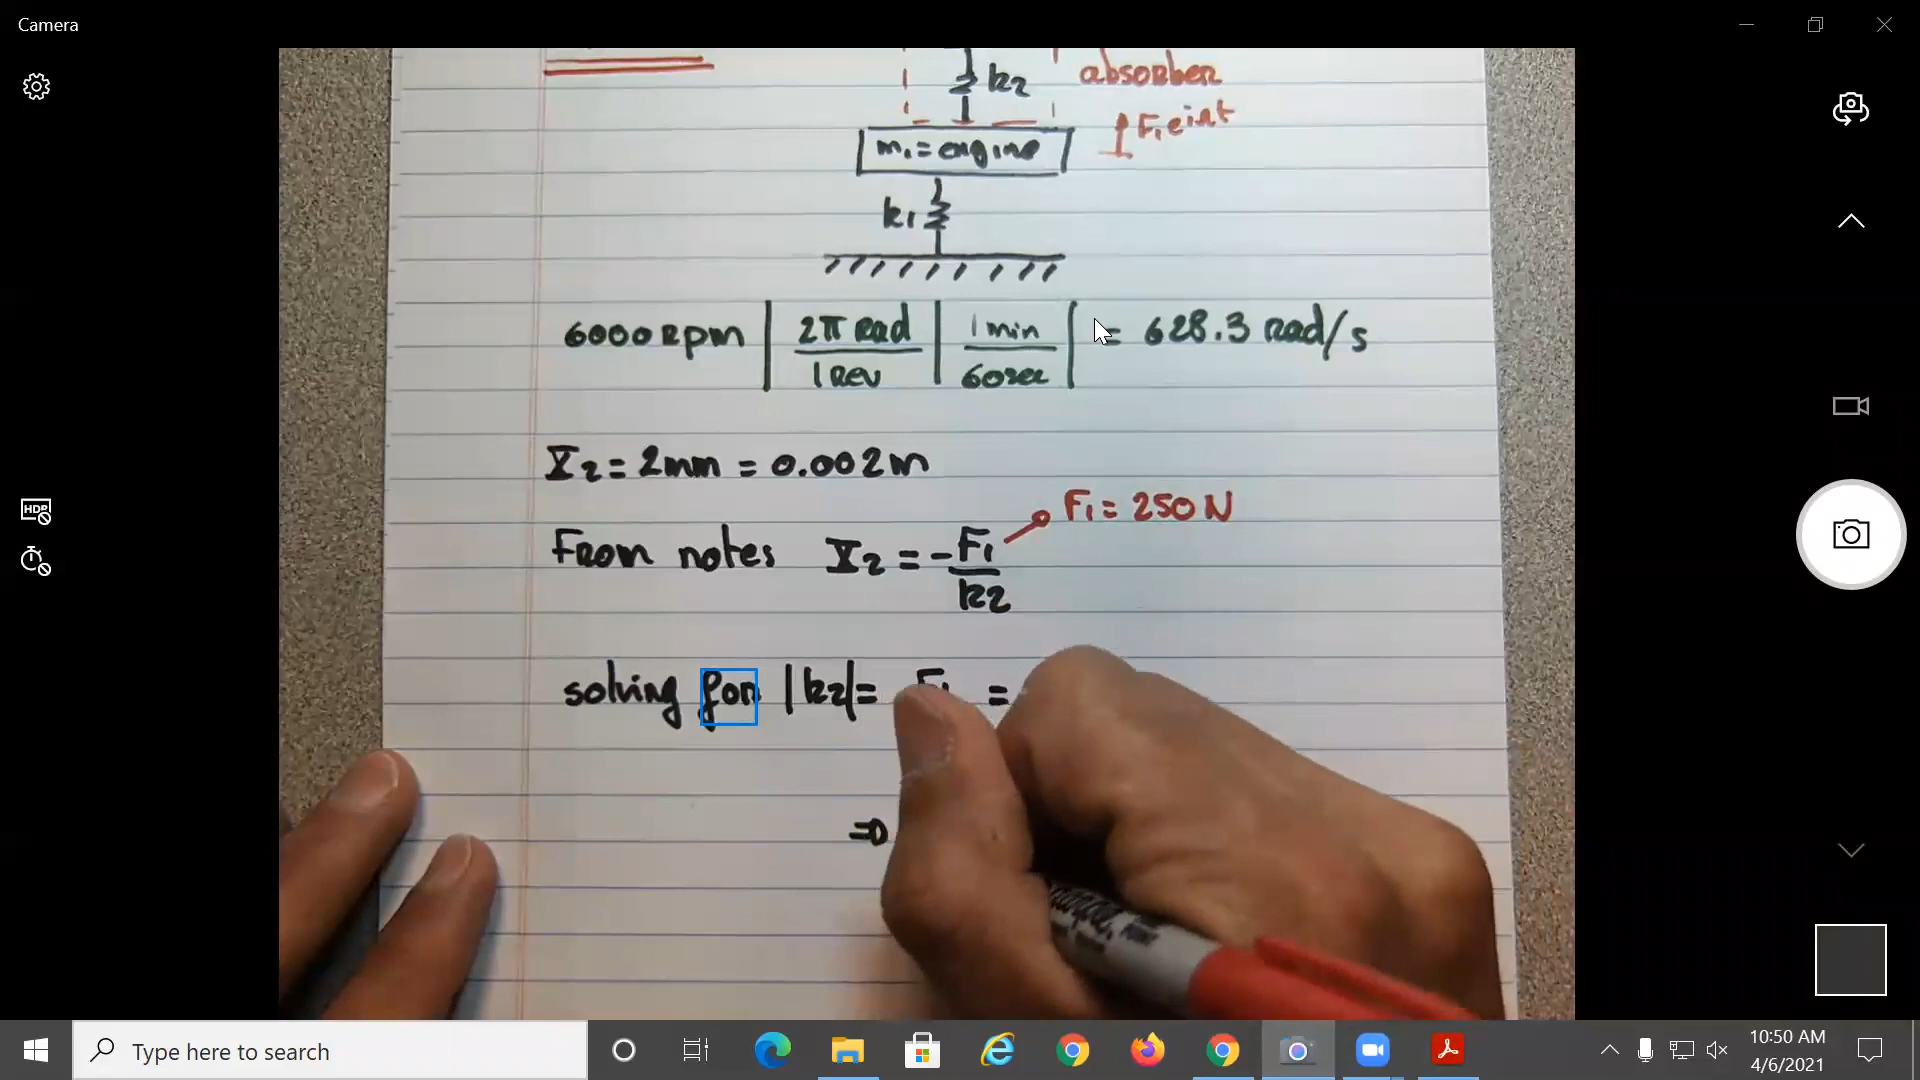 Camera
k2 absorber
F1eiωt
m1 = engine
k1
6000 Rpm | 2π Rad / 1 Rev | 1 min / 60 sec | = 628.3 Rad/s
X2 = 2mm = 0.002m
F1 = 250 N
From notes X2 = -F1 / k2
solving for |k2| = F1 =
⇒
Type here to search
10:50 AM
4/6/2021